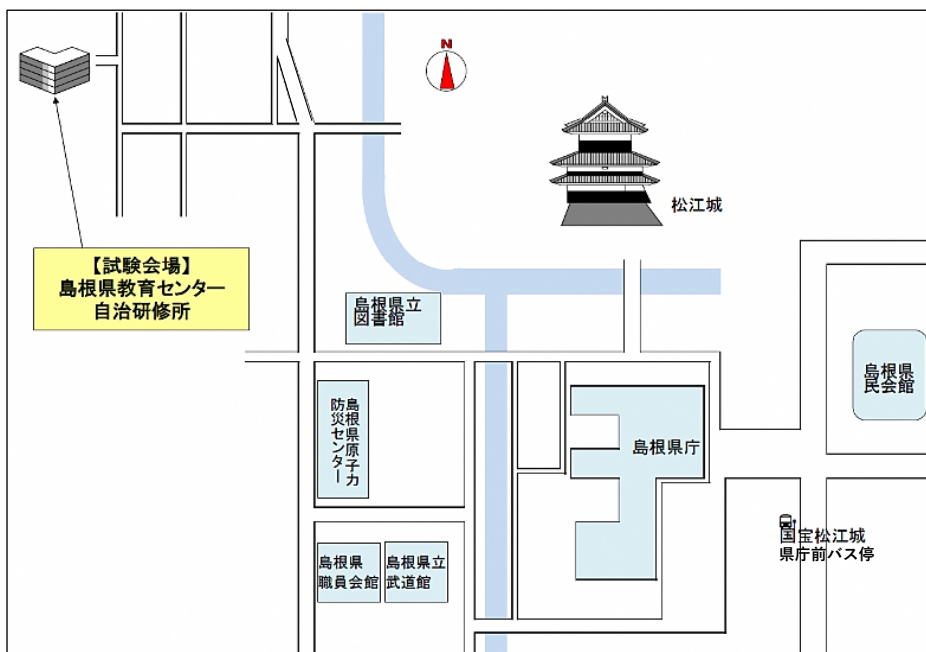 N
松江城
【試験会場】
島根県教育センター
自治研修所
島根県立
図書館
島根県
民会館
島根県原子力
防災センター
島根県庁
国宝松江城
県庁前バス停
島根県
職員会館
島根県立
武道館